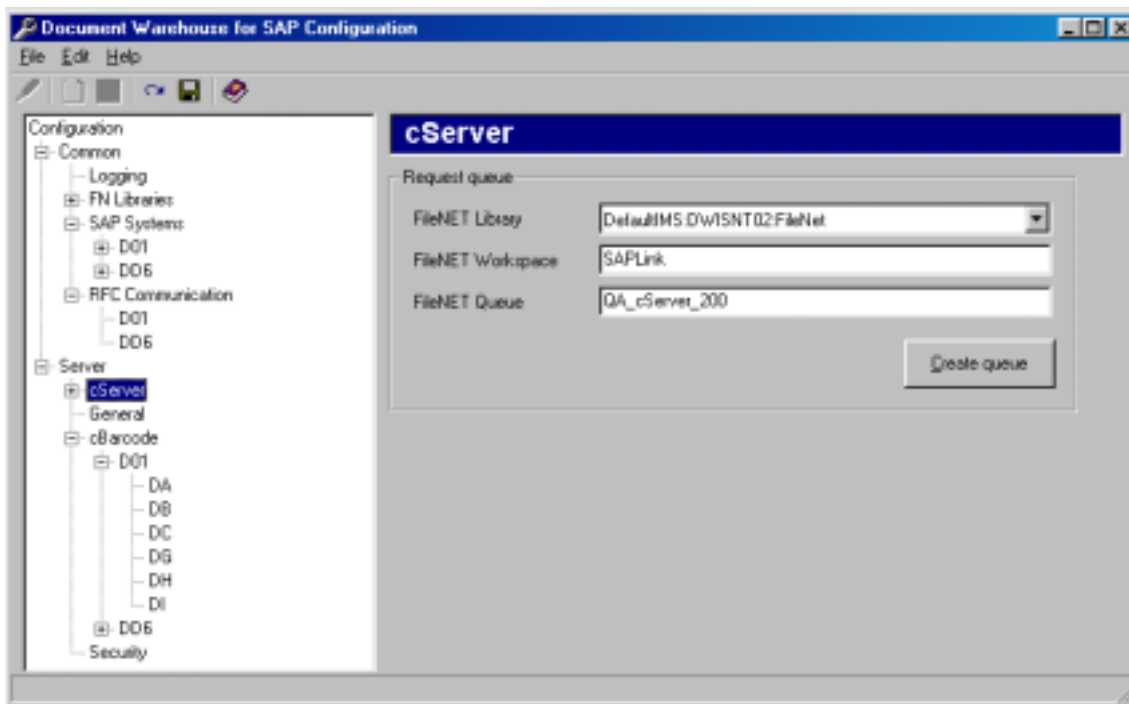 Document Warehouse for SAP Configuration
File Edit Help
Configuration
Common
Logging
FN Libraries
SAP Systems
D01
DD6
RFC Communication
D01
DD6
Server
cServer
General
cBarcode
D01
DA
DB
DC
DG
DH
DI
DD6
Security
cServer
Request queue
FileNET Library DefaultIMS:DWISNT02:FileNet
FileNET Workspace SAPLink
FileNET Queue QA_cServer_200
Create queue